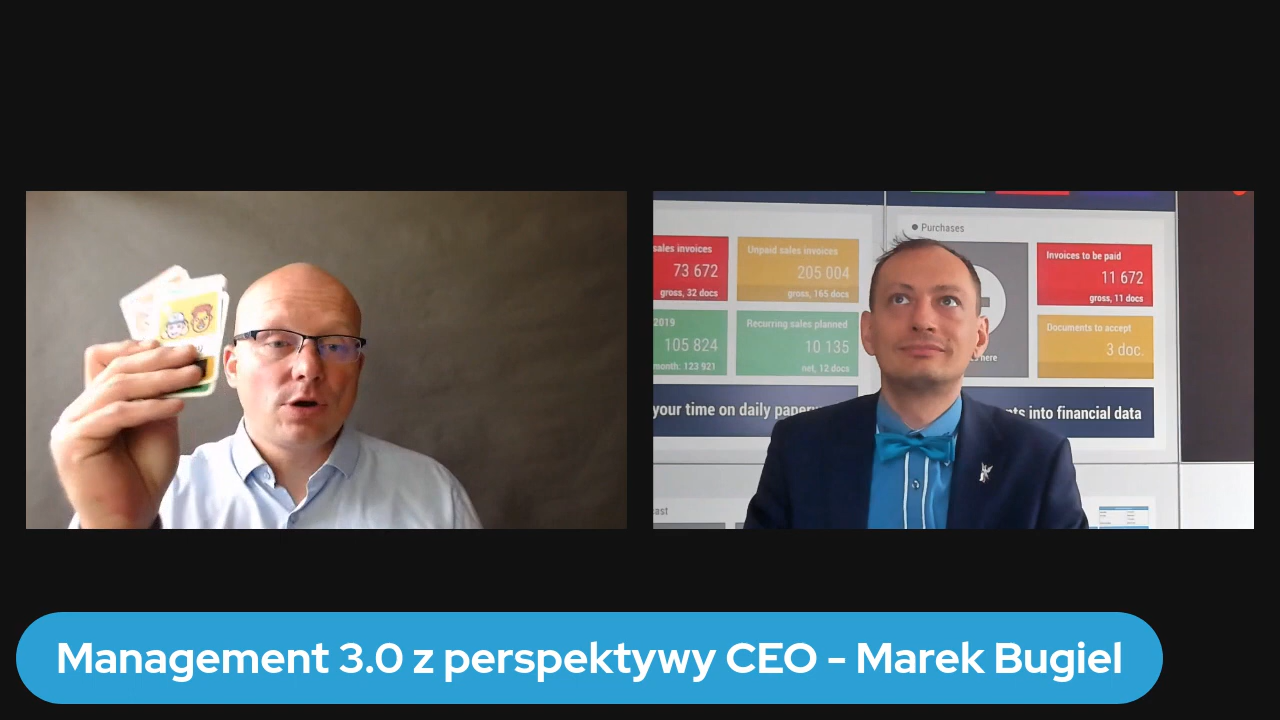 Purchases
sales invoices
73 672
gross, 32 docs
Unpaid sales invoices
205 004
gross, 165 docs
Invoices to be paid
11 672
gross, 11 docs
2019
105 824
month: 123 921
Recurring sales planned
10 135
net, 12 docs
here
Documents to accept
3 doc.
your time on daily
into financial data
Management 3.0 z perspektywy CEO - Marek Bugiel